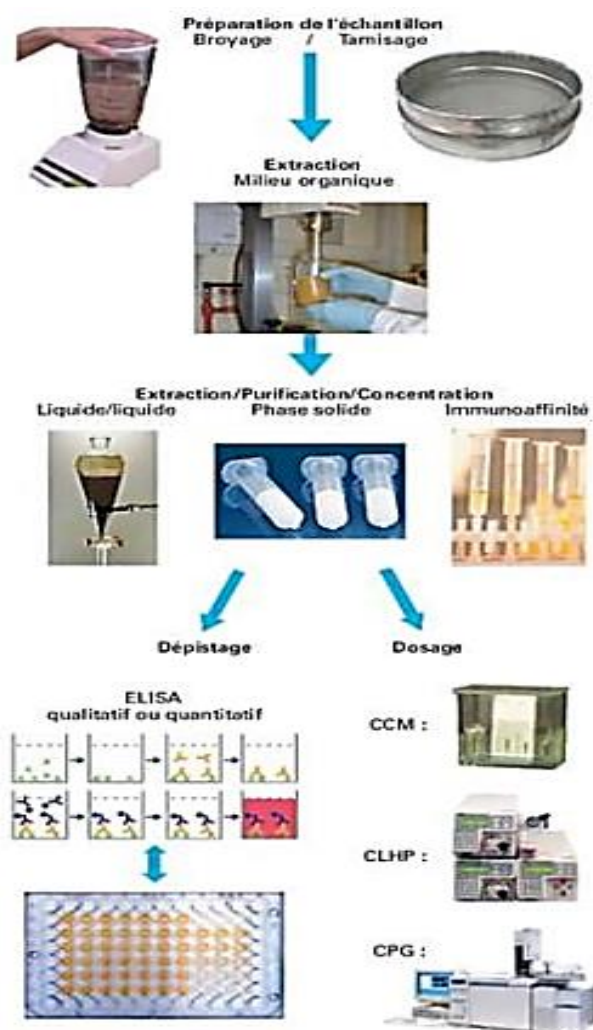 Préparation de l'échantillon
Broyage / Tamisage
Extraction
Milieu organique
Extraction/Purification/Concentration
Liquide/liquide Phase solide Immunoaffinité
Dépistage Dosage
ELISA
qualitatif ou quantitatif
CCM :
CLHP :
CPG :